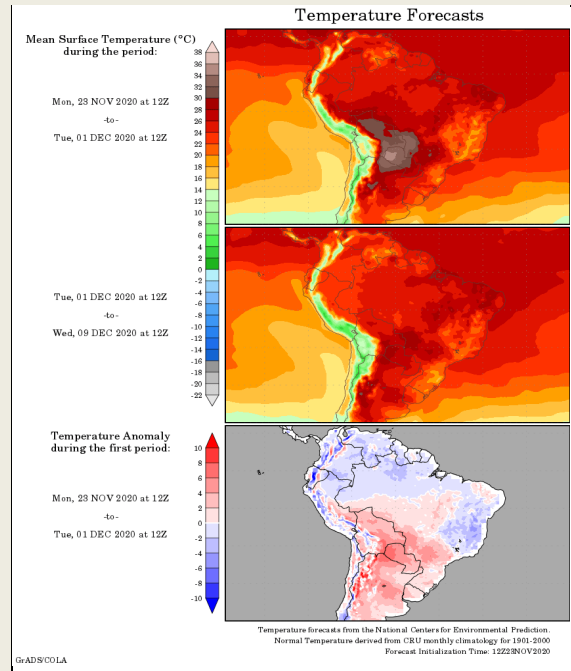 Temperature Forecasts
Mean Surface Temperature (°C)
during the period:
Mon, 23 NOV 2020 at 12Z
-to-
Tue, 01 DEC 2020 at 12Z
38
36
34
32
30
28
26
24
22
20
18
16
14
12
10
8
6
4
2
0
-2
-4
-6
-8
-10
-12
-14
-16
-18
-20
-22
Tue, 01 DEC 2020 at 12Z
-to-
Wed, 09 DEC 2020 at 12Z
Temperature Anomaly
during the first period:
Mon, 23 NOV 2020 at 12Z
-to-
Tue, 01 DEC 2020 at 12Z
10
8
6
4
2
0
-2
-4
-6
-8
-10
Temperature forecasts from the National Centers for Environmental Prediction.
Normal Temperature derived from CRU monthly climatology for 1901-2000
Forecast Initialization Time: 12Z23NOV2020
GrADS/COLA